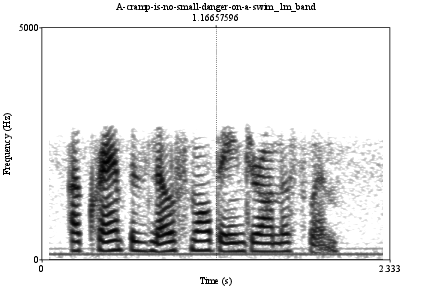 A-cramp-is-no-small-danger-on-a-swim_lm_band
1.16657596
5000
Frequency (Hz)
0
0
2.333
Time (s)